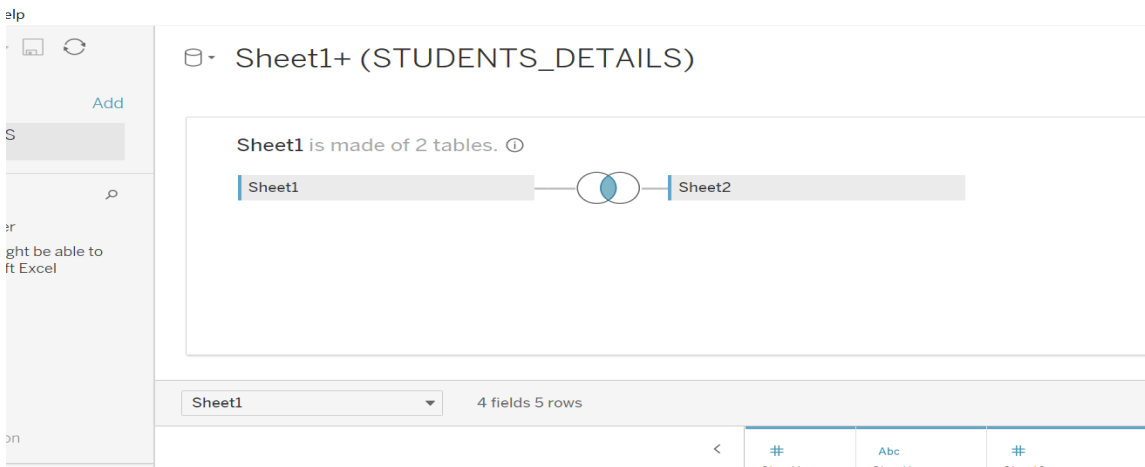 elp
Sheet1+ (STUDENTS_DETAILS)
Add
S
Sheet1 is made of 2 tables.
Sheet1
Sheet2
er
ght be able to
ft Excel
Sheet1
4 fields 5 rows
on
# Abc #